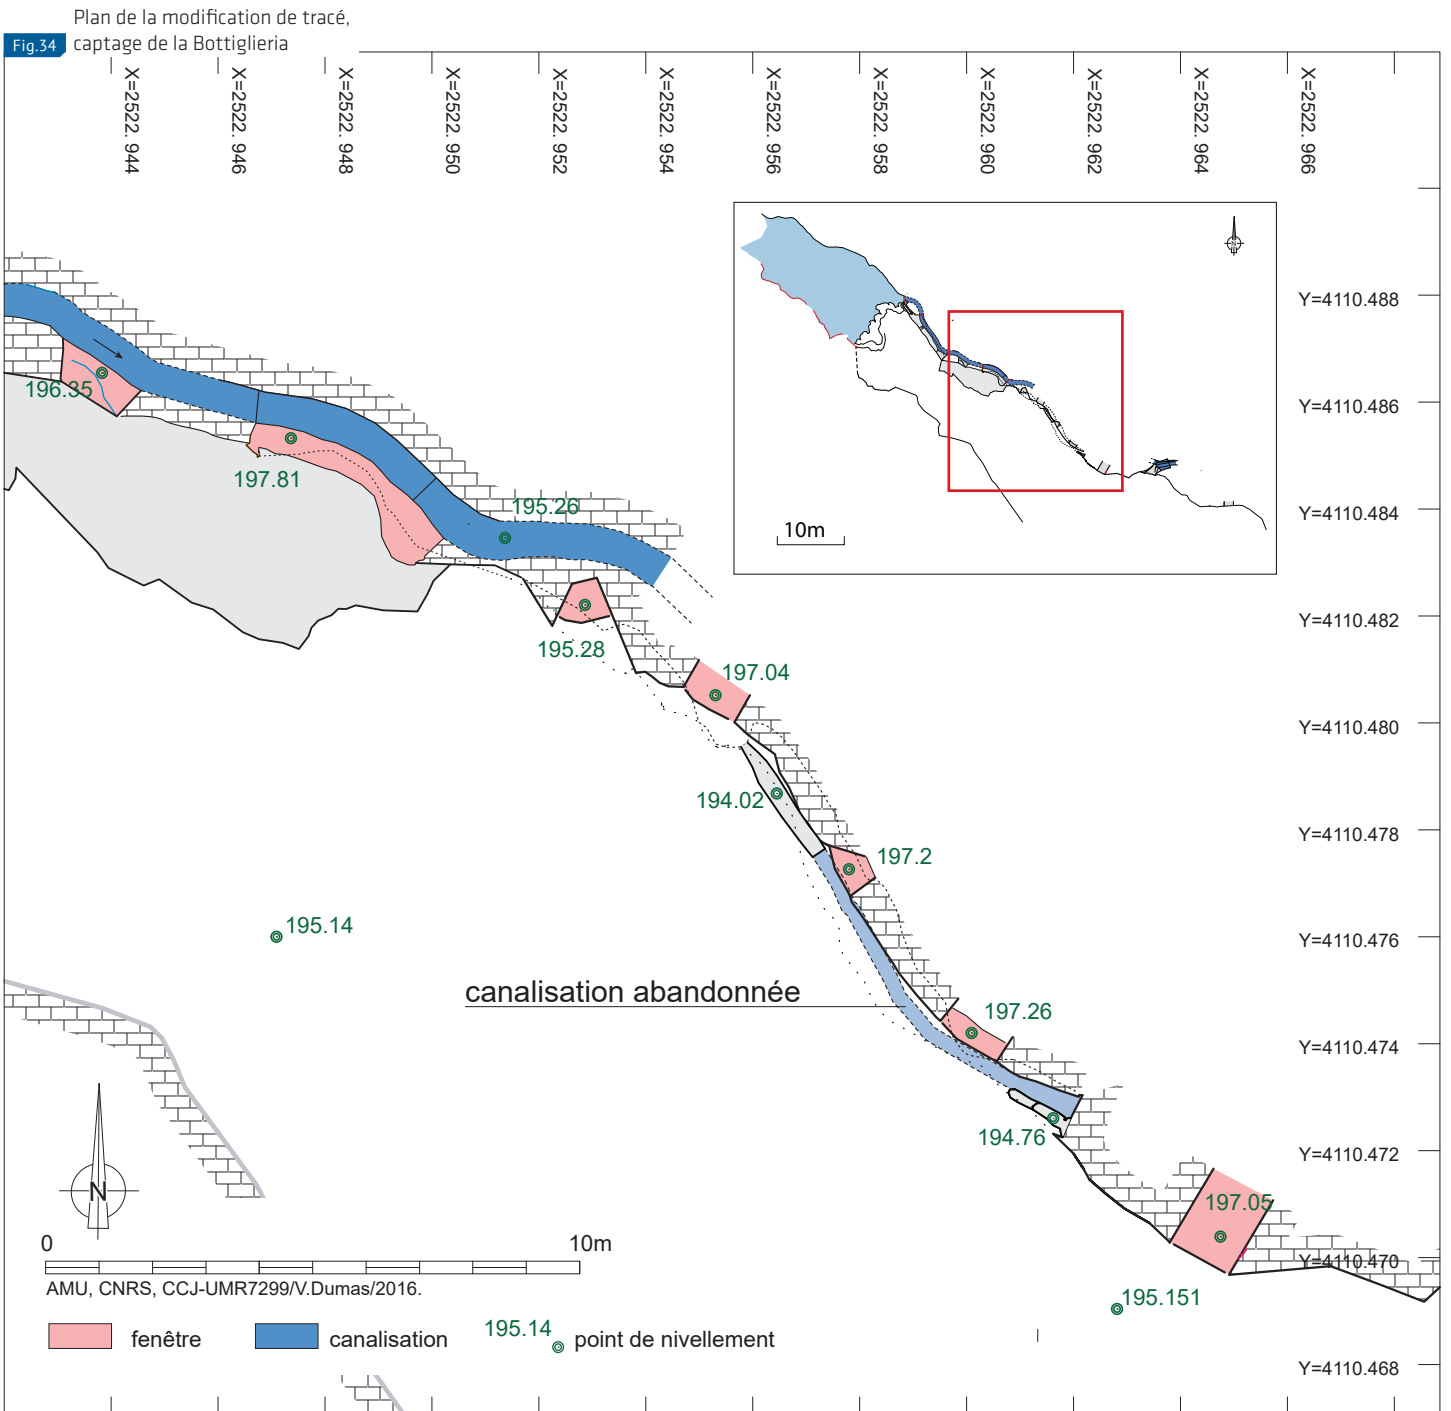 Plan de la modification de tracé,
Fig.34 captage de la Bottiglieria
X=2522. 944
X=2522. 946
X=2522. 948
X=2522. 950
X=2522. 952
X=2522. 954
X=2522. 956
X=2522. 958
X=2522. 960
X=2522. 962
X=2522. 964
X=2522. 966
N
10m
Y=4110.488
196.35
Y=4110.486
197.81
195.26
Y=4110.484
Y=4110.482
195.28
197.04
Y=4110.480
194.02
Y=4110.478
197.2
195.14
Y=4110.476
canalisation abandonnée
197.26
Y=4110.474
194.76
Y=4110.472
N
197.05
0 10m
Y=4110.470
AMU, CNRS, CCJ-UMR7299/V.Dumas/2016.
195.151
fenêtre canalisation 195.14 point de nivellement
Y=4110.468